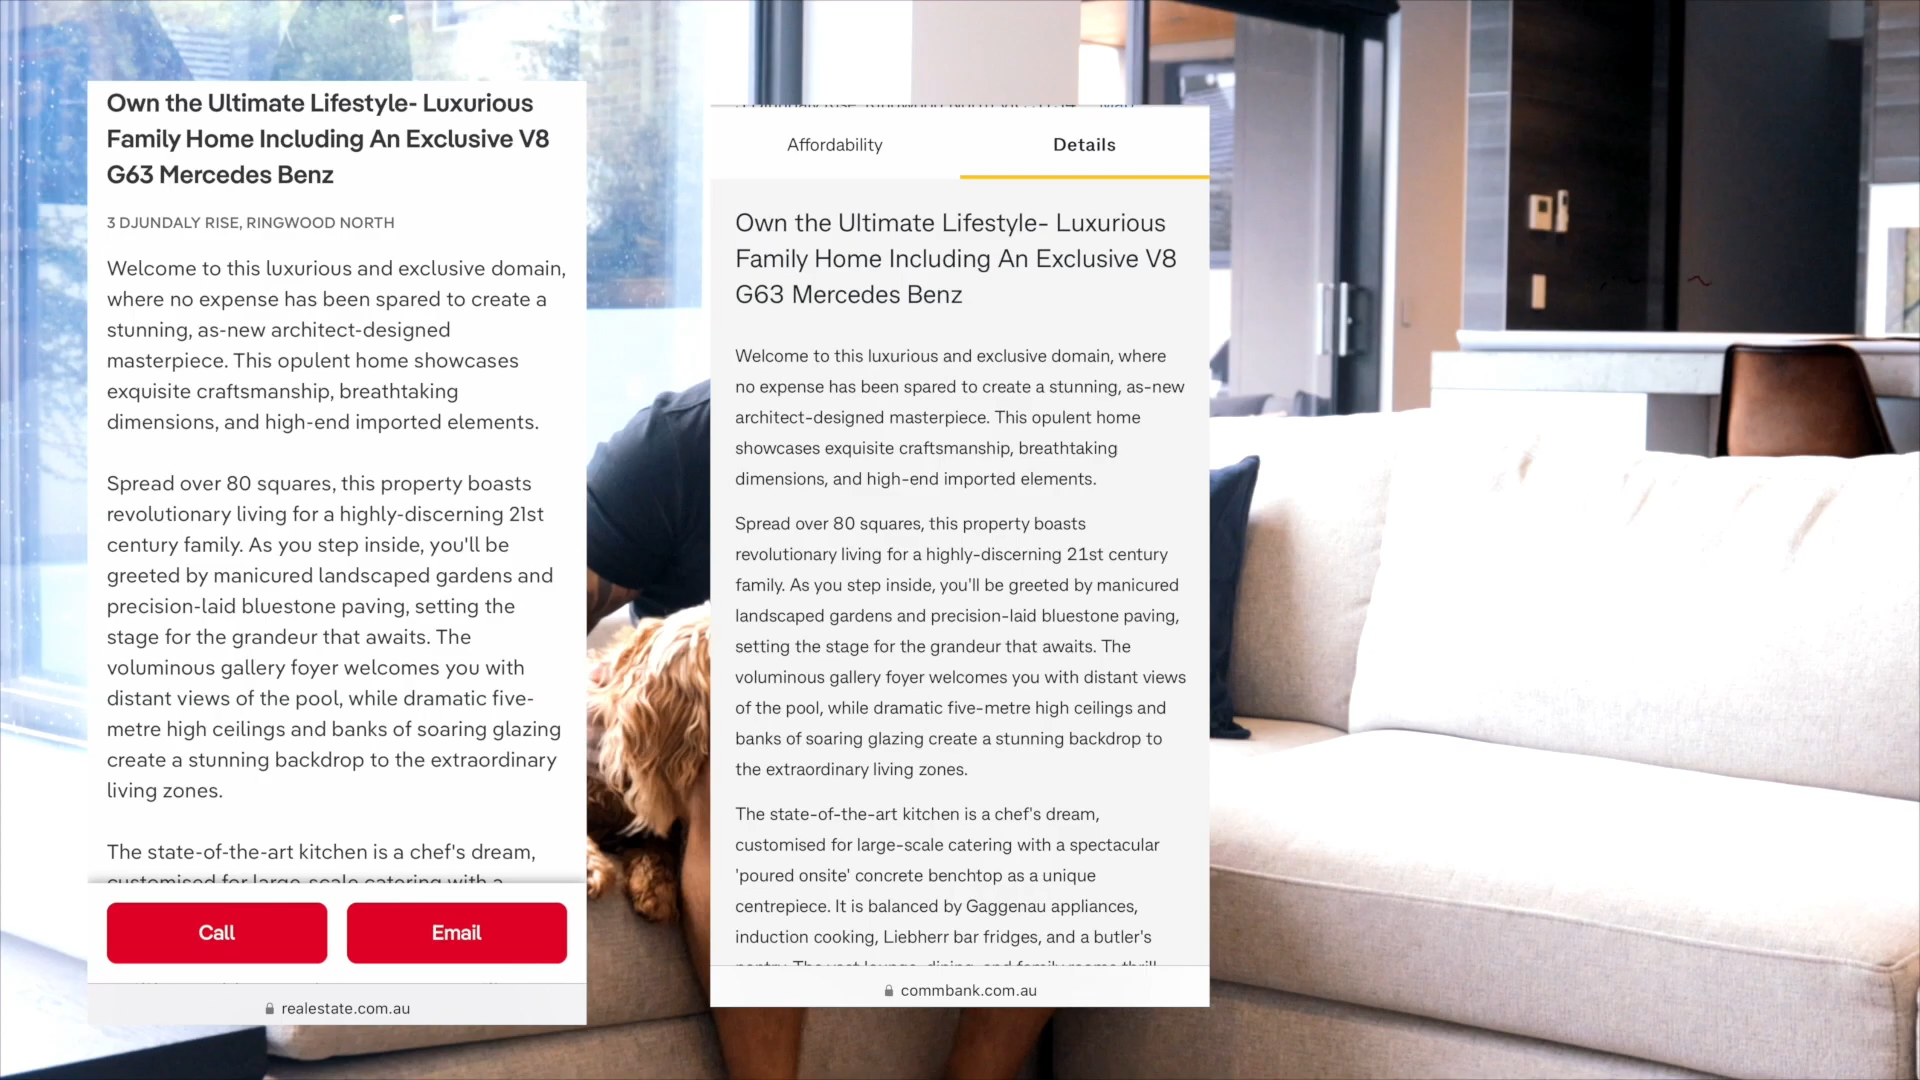 Own the Ultimate Lifestyle- Luxurious
Family Home Including An Exclusive V8
G63 Mercedes Benz
3 DJUNDALY RISE, RINGWOOD NORTH
Welcome to this luxurious and exclusive domain,
where no expense has been spared to create a
stunning, as-new architect-designed
masterpiece. This opulent home showcases
exquisite craftsmanship, breathtaking
dimensions, and high-end imported elements.
Spread over 80 squares, this property boasts
revolutionary living for a highly-discerning 21st
century family. As you step inside, you'll be
greeted by manicured landscaped gardens and
precision-laid bluestone paving, setting the
stage for the grandeur that awaits. The
voluminous gallery foyer welcomes you with
distant views of the pool, while dramatic five-
metre high ceilings and banks of soaring glazing
create a stunning backdrop to the extraordinary
living zones.
The state-of-the-art kitchen is a chef's dream,
customised for large-scale catering with a
Call
Email
realestate.com.au
Affordability
Details
Own the Ultimate Lifestyle- Luxurious
Family Home Including An Exclusive V8
G63 Mercedes Benz
Welcome to this luxurious and exclusive domain, where
no expense has been spared to create a stunning, as-new
architect-designed masterpiece. This opulent home
showcases exquisite craftsmanship, breathtaking
dimensions, and high-end imported elements.
Spread over 80 squares, this property boasts
revolutionary living for a highly-discerning 21st century
family. As you step inside, you'll be greeted by manicured
landscaped gardens and precision-laid bluestone paving,
setting the stage for the grandeur that awaits. The
voluminous gallery foyer welcomes you with distant views
of the pool, while dramatic five-metre high ceilings and
banks of soaring glazing create a stunning backdrop to
the extraordinary living zones.
The state-of-the-art kitchen is a chef's dream,
customised for large-scale catering with a spectacular
'poured onsite' concrete benchtop as a unique
centrepiece. It is balanced by Gaggenau appliances,
induction cooking, Liebherr bar fridges, and a butler's
pantry. The vast lounge, dining, and family rooms thrill
commbank.com.au